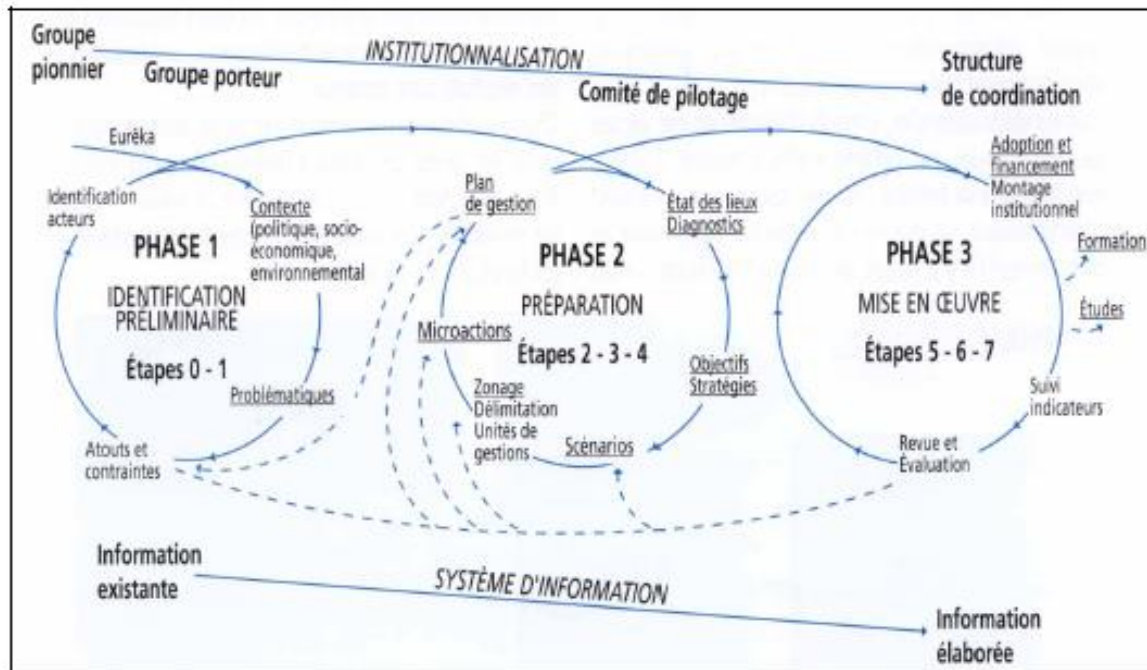 Groupe
pionnier
INSTITUTIONNALISATION
Groupe porteur
Comité de pilotage
Structure
de coordination
Eurêka
Identification
acteurs
Contexte
(politique, socio-
économique,
environnemental
PHASE 1
IDENTIFICATION
PRÉLIMINAIRE
Étapes 0 - 1
Problématiques
Atouts et
contraintes
Plan
de gestion
État des lieux
Diagnostics
PHASE 2
PRÉPARATION
Étapes 2 - 3 - 4
Microactions
Objectifs
Stratégies
Zonage
Délimitation
Unités de
gestions
Scénarios
Adoption et
financement
Montage
institutionnel
PHASE 3
MISE EN ŒUVRE
Étapes 5 - 6 - 7
Formation
Études
Suivi
indicateurs
Revue et
Évaluation
Information
existante
SYSTÈME D'INFORMATION
Information
élaborée